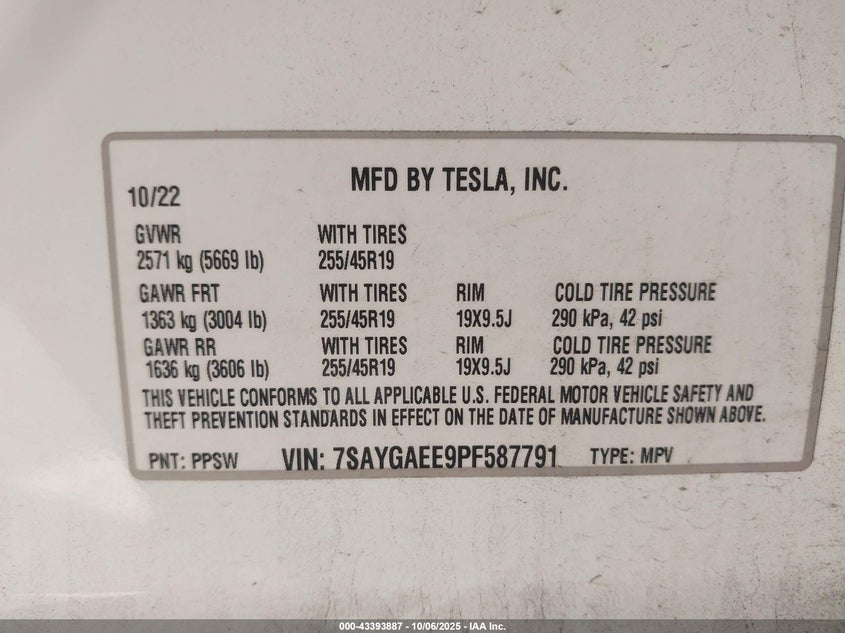 MFD BY TESLA, INC.
10/22
GVWR WITH TIRES
2571 kg (5669 lb) 255/45R19
GAWR FRT WITH TIRES RIM COLD TIRE PRESSURE
1363 kg (3004 lb) 255/45R19 19X9.5J 290 kPa, 42 psi
GAWR RR WITH TIRES RIM COLD TIRE PRESSURE
1636 kg (3606 lb) 255/45R19 19X9.5J 290 kPa, 42 psi
THIS VEHICLE CONFORMS TO ALL APPLICABLE U.S. FEDERAL MOTOR VEHICLE SAFETY AND
THEFT PREVENTION STANDARDS IN EFFECT ON THE DATE OF MANUFACTURE SHOWN ABOVE.
PNT: PPSW VIN: 7SAYGAEE9PF587791 TYPE: MPV
000-43393887 - 10/06/2025 - IAA Inc.